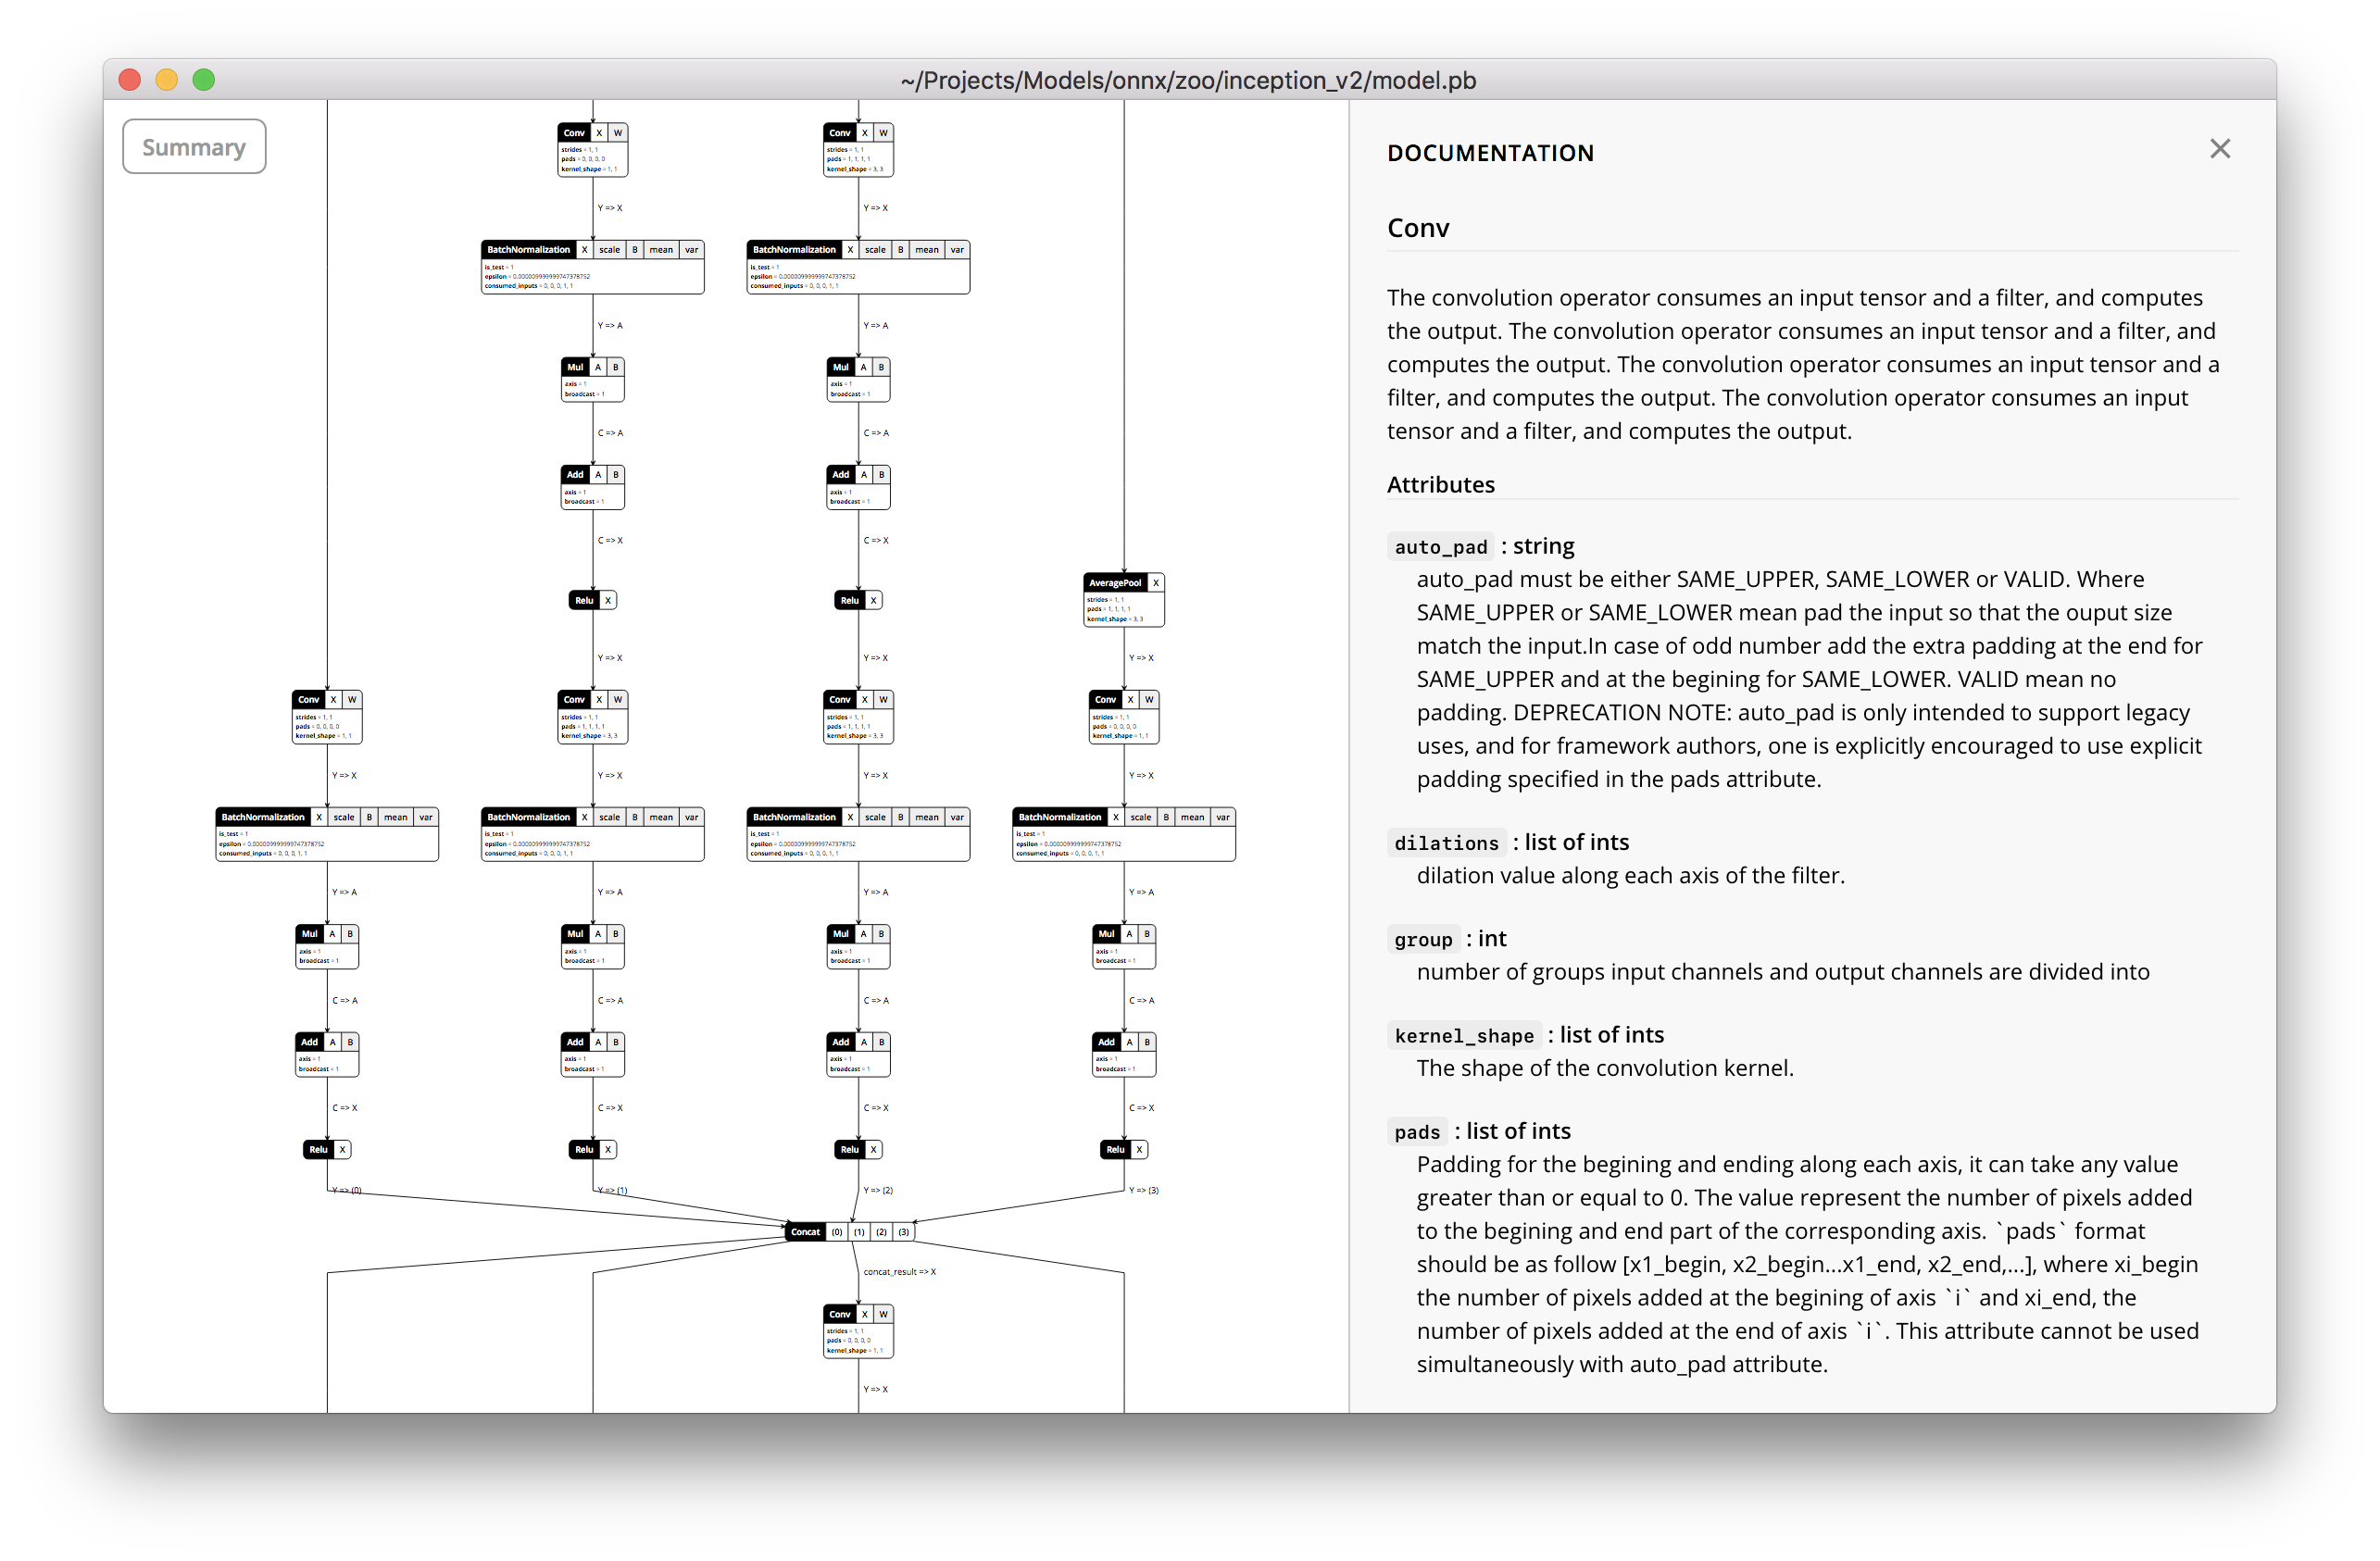 ~/Projects/Models/onnx/zoo/inception_v2/model.pb
Summary
Conv X W
strides = 1, 1
pads = 0, 0, 0, 0
kernel_shape = 1, 1
Conv X W
strides = 1, 1
pads = 1, 1, 1, 1
kernel_shape = 3, 3
Y => X
Y => X
BatchNormalization X scale B mean var
is_test = 1
epsilon = 0.000009999999747378752
consumed_inputs = 0, 0, 0, 1, 1
BatchNormalization X scale B mean var
is_test = 1
epsilon = 0.000009999999747378752
consumed_inputs = 0, 0, 0, 1, 1
Y => A
Y => A
Mul A B
axis = 1
broadcast = 1
Mul A B
axis = 1
broadcast = 1
C => A
C => A
Add A B
axis = 1
broadcast = 1
Add A B
axis = 1
broadcast = 1
C => X
C => X
Relu X
Relu X
AveragePool X
strides = 1, 1
pads = 1, 1, 1, 1
kernel_shape = 3, 3
Y => X
Y => X
Y => X
Conv X W
strides = 1, 1
pads = 0, 0, 0, 0
kernel_shape = 1, 1
Conv X W
strides = 1, 1
pads = 1, 1, 1, 1
kernel_shape = 3, 3
Conv X W
strides = 1, 1
pads = 1, 1, 1, 1
kernel_shape = 3, 3
Conv X W
strides = 1, 1
pads = 0, 0, 0, 0
kernel_shape = 1, 1
Y => X
Y => X
Y => X
Y => X
BatchNormalization X scale B mean var
is_test = 1
epsilon = 0.000009999999747378752
consumed_inputs = 0, 0, 0, 1, 1
BatchNormalization X scale B mean var
is_test = 1
epsilon = 0.000009999999747378752
consumed_inputs = 0, 0, 0, 1, 1
BatchNormalization X scale B mean var
is_test = 1
epsilon = 0.000009999999747378752
consumed_inputs = 0, 0, 0, 1, 1
BatchNormalization X scale B mean var
is_test = 1
epsilon = 0.000009999999747378752
consumed_inputs = 0, 0, 0, 1, 1
Y => A
Y => A
Y => A
Y => A
Mul A B
axis = 1
broadcast = 1
Mul A B
axis = 1
broadcast = 1
Mul A B
axis = 1
broadcast = 1
Mul A B
axis = 1
broadcast = 1
C => A
C => A
C => A
C => A
Add A B
axis = 1
broadcast = 1
Add A B
axis = 1
broadcast = 1
Add A B
axis = 1
broadcast = 1
Add A B
axis = 1
broadcast = 1
C => X
C => X
C => X
C => X
Relu X
Relu X
Relu X
Relu X
Y => (0)
Y => (1)
Y => (2)
Y => (3)
Concat (0) (1) (2) (3)
concat_result => X
Conv X W
strides = 1, 1
pads = 0, 0, 0, 0
kernel_shape = 1, 1
Y => X
DOCUMENTATION
Conv
The convolution operator consumes an input tensor and a filter, and computes
the output. The convolution operator consumes an input tensor and a filter, and
computes the output. The convolution operator consumes an input tensor and a
filter, and computes the output. The convolution operator consumes an input
tensor and a filter, and computes the output.
Attributes
auto_pad : string
auto_pad must be either SAME_UPPER, SAME_LOWER or VALID. Where
SAME_UPPER or SAME_LOWER mean pad the input so that the ouput size
match the input.In case of odd number add the extra padding at the end for
SAME_UPPER and at the begining for SAME_LOWER. VALID mean no
padding. DEPRECATION NOTE: auto_pad is only intended to support legacy
uses, and for framework authors, one is explicitly encouraged to use explicit
padding specified in the pads attribute.
dilations : list of ints
dilation value along each axis of the filter.
group : int
number of groups input channels and output channels are divided into
kernel_shape : list of ints
The shape of the convolution kernel.
pads : list of ints
Padding for the begining and ending along each axis, it can take any value
greater than or equal to 0. The value represent the number of pixels added
to the begining and end part of the corresponding axis. `pads` format
should be as follow [x1_begin, x2_begin...x1_end, x2_end,...], where xi_begin
the number of pixels added at the begining of axis `i` and xi_end, the
number of pixels added at the end of axis `i`. This attribute cannot be used
simultaneously with auto_pad attribute.